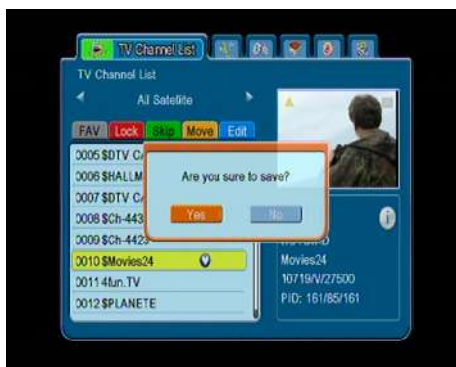 TV Channel List
TV Channel List
All Satellite
FAV Lock Skip Move Edit
0005 $DTV
0006 $HALLM
0007 $DTV
0008 $Ch-443
0009 $Ch-4423
0010 $Movies24
0011 4fun.TV
0012 $PLANETE
Are you sure to save?
Yes No
Movies24
10719/V/27500
PID: 161/85/161